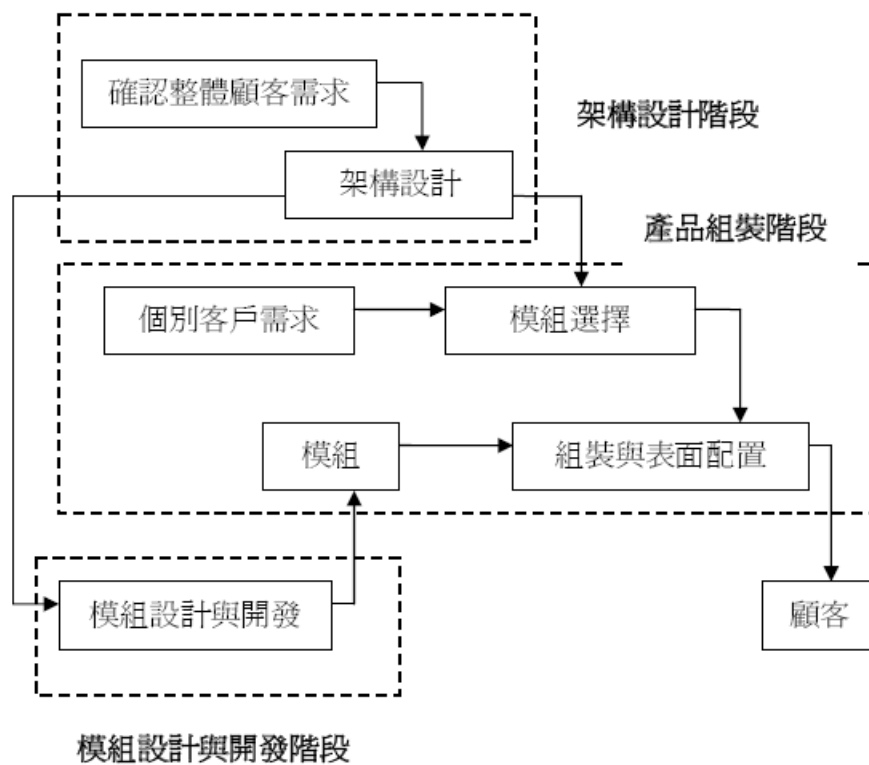 確認整體顧客需求
架構設計階段
架構設計
產品組裝階段
個別客戶需求
模組選擇
模組
組裝與表面配置
模組設計與開發
顧客
模組設計與開發階段